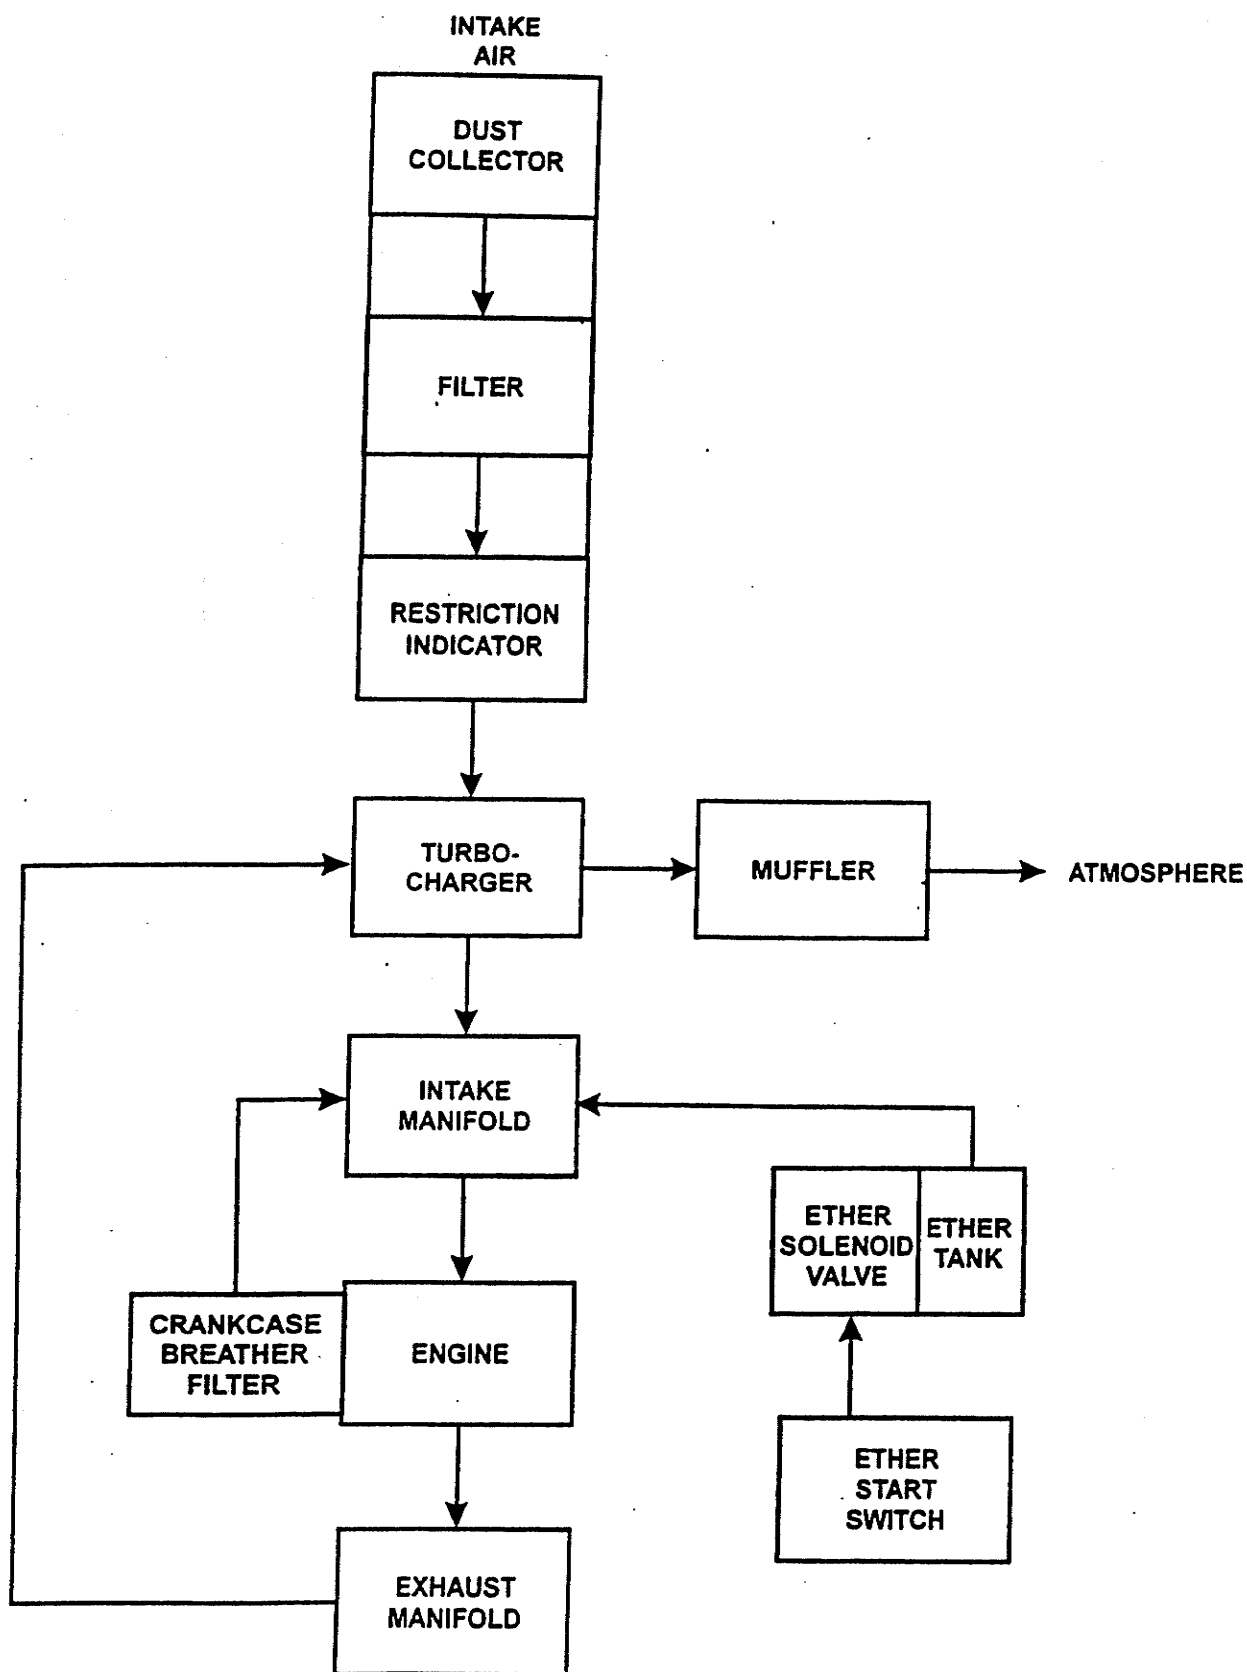 INTAKE
AIR
DUST
COLLECTOR
FILTER
RESTRICTION
INDICATOR
TURBO-
CHARGER
MUFFLER
ATMOSPHERE
INTAKE
MANIFOLD
ETHER
SOLENOID
VALVE
ETHER
TANK
CRANKCASE
BREATHER
FILTER
ENGINE
ETHER
START
SWITCH
EXHAUST
MANIFOLD